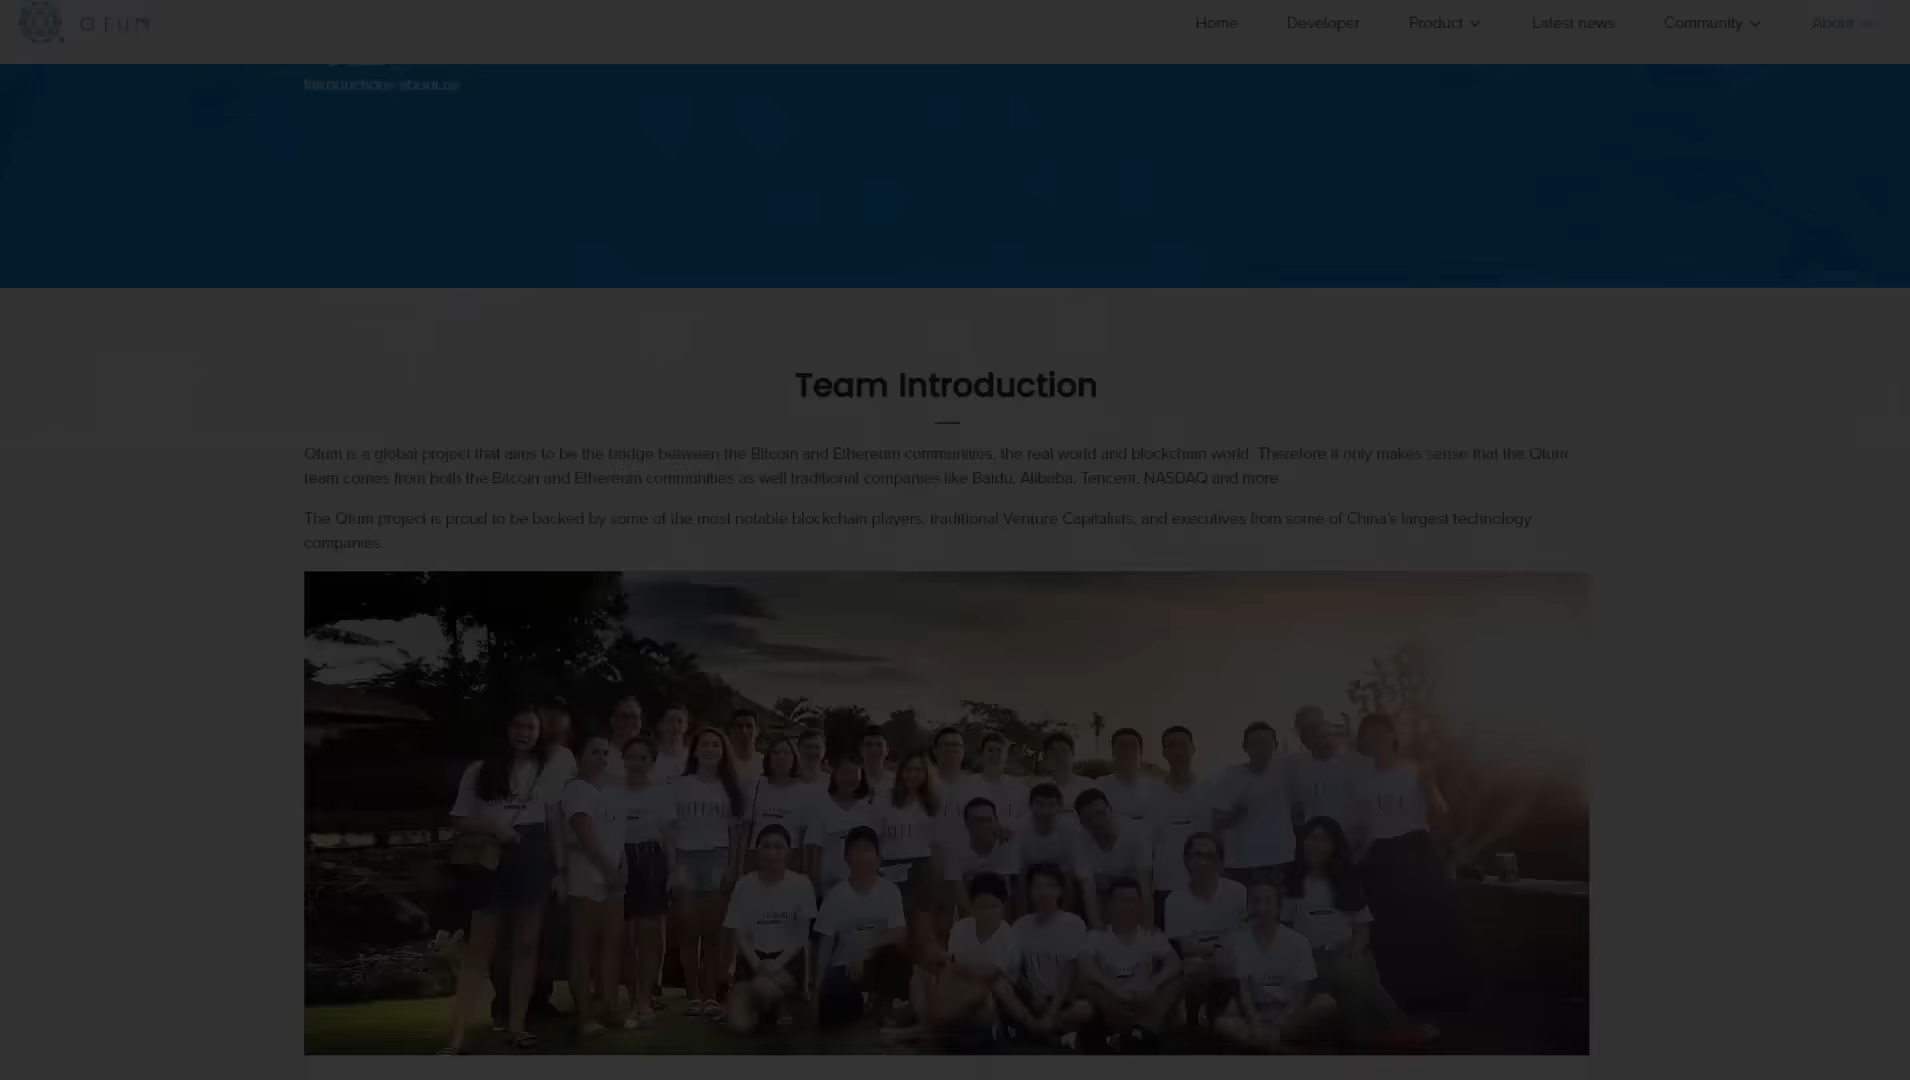 QTUM
Home
Developer
Product
Latest news
Community
About
Team Introduction
Qtum is a global project that aims to be the bridge between the Bitcoin and Ethereum communities, the real world and blockchain world. Therefore it only makes sense that the Qtum
team comes from both the Bitcoin and Ethereum communities as well traditional companies like Baidu, Alibaba, Tencent, NASDAQ and more.
The Qtum project is proud to be backed by some of the most notable blockchain players, traditional Venture Capitalists, and executives from some of China's largest technology
companies.